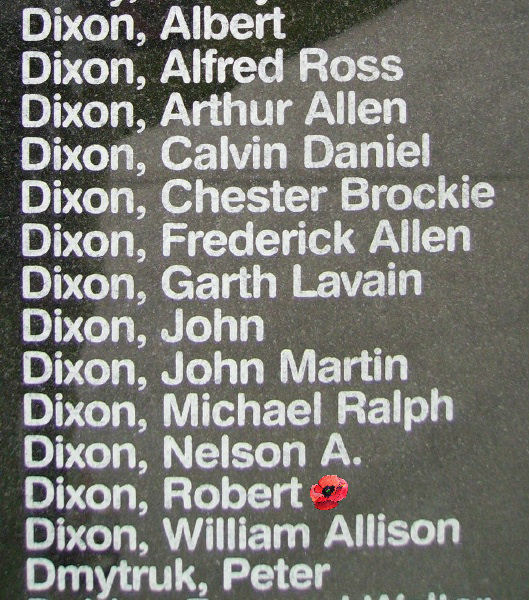 Dixon, Albert
Dixon, Alfred Ross
Dixon, Arthur Allen
Dixon, Calvin Daniel
Dixon, Chester Brockie
Dixon, Frederick Allen
Dixon, Garth Lavain
Dixon, John
Dixon, John Martin
Dixon, Michael Ralph
Dixon, Nelson A.
Dixon, Robert
Dixon, William Allison
Dmytruk, Peter